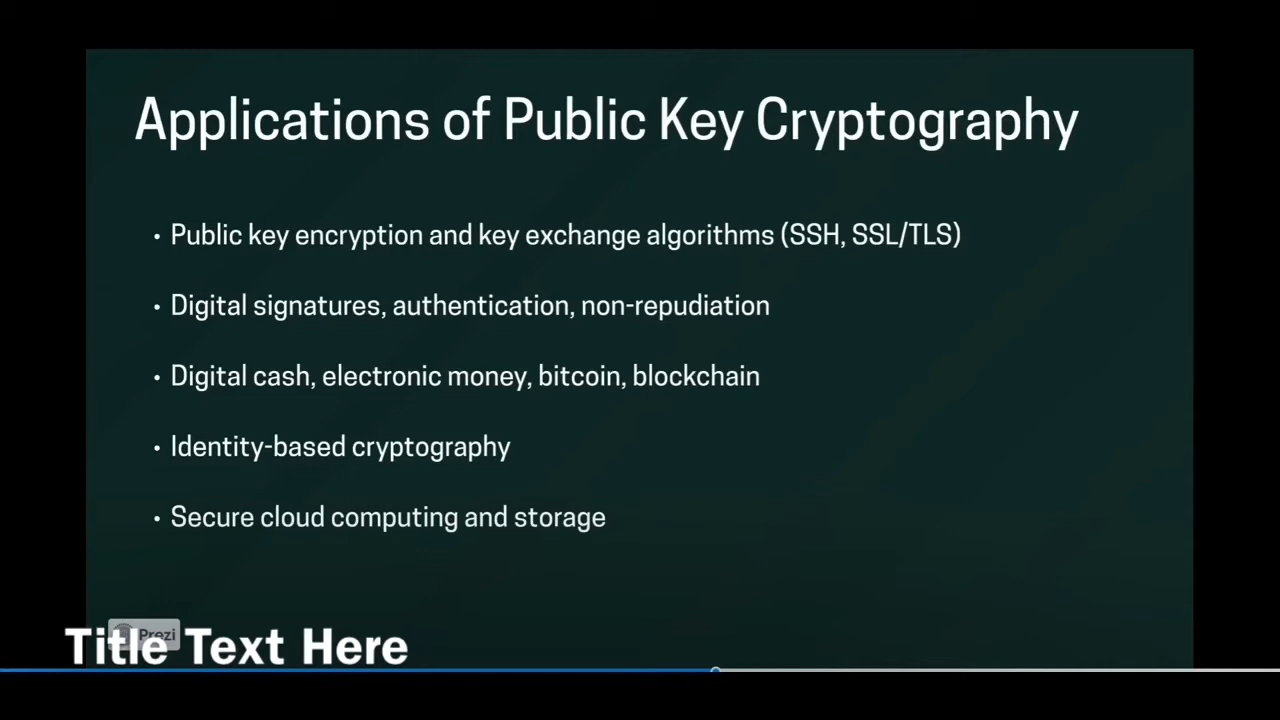 Applications of Public Key Cryptography
• Public key encryption and key exchange algorithms (SSH, SSL/TLS)
• Digital signatures, authentication, non-repudiation
• Digital cash, electronic money, bitcoin, blockchain
• Identity-based cryptography
• Secure cloud computing and storage
Prezi
Title Text Here